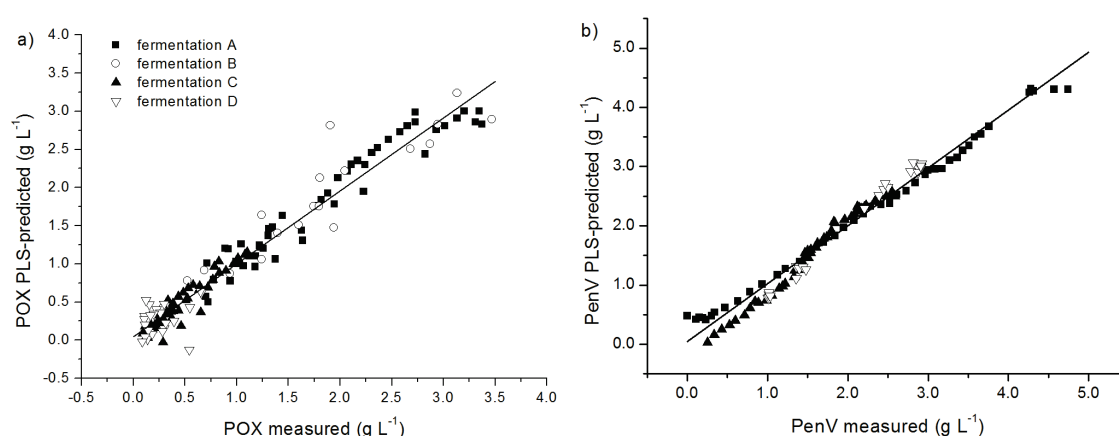 a)
fermentation A
fermentation B
fermentation C
fermentation D
4.0
3.5
3.0
2.5
2.0
1.5
1.0
0.5
0.0
-0.5
-0.5 0.0 0.5 1.0 1.5 2.0 2.5 3.0 3.5 4.0
POX PLS-predicted (g L⁻¹)
POX measured (g L⁻¹)
b)
5.0
4.0
3.0
2.0
1.0
0.0
0.0 1.0 2.0 3.0 4.0 5.0
PenV PLS-predicted (g L⁻¹)
PenV measured (g L⁻¹)